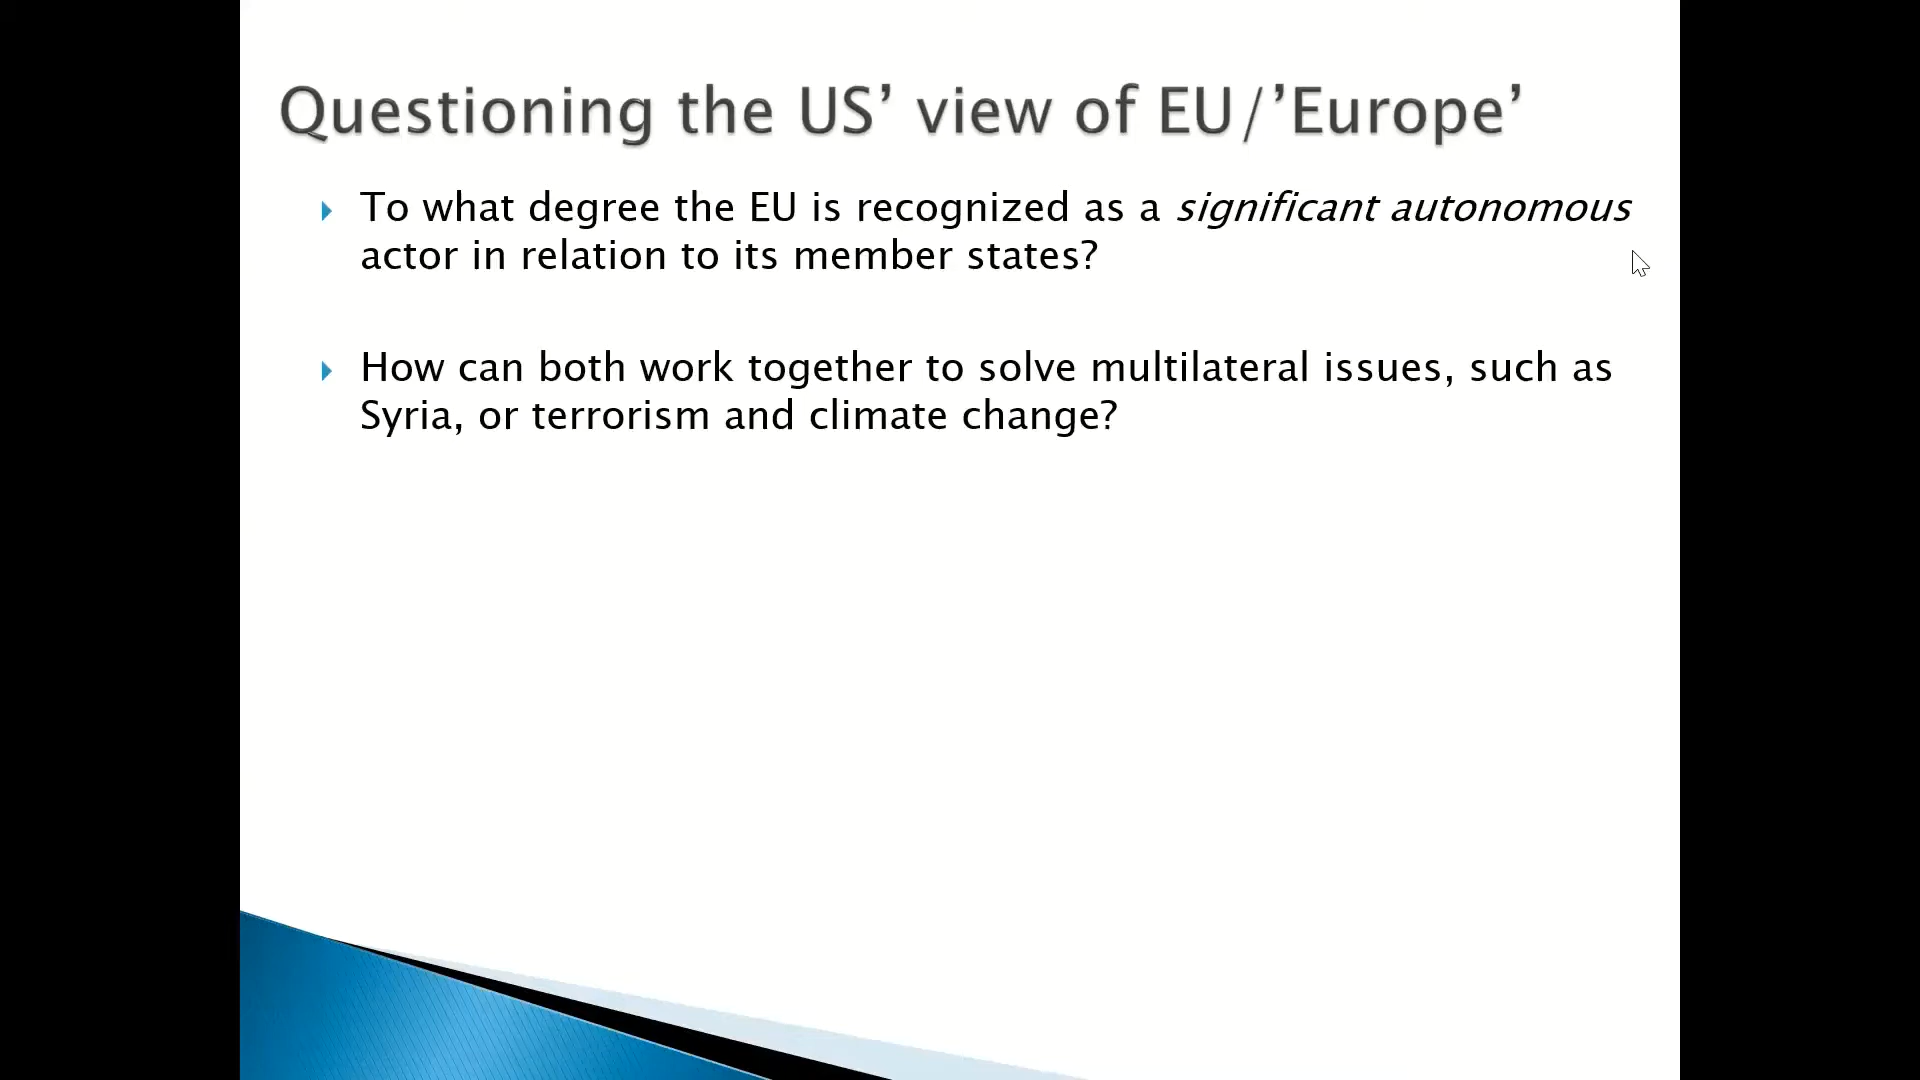 Questioning the US’ view of EU/’Europe’
To what degree the EU is recognized as a significant autonomous
actor in relation to its member states?
How can both work together to solve multilateral issues, such as
Syria, or terrorism and climate change?